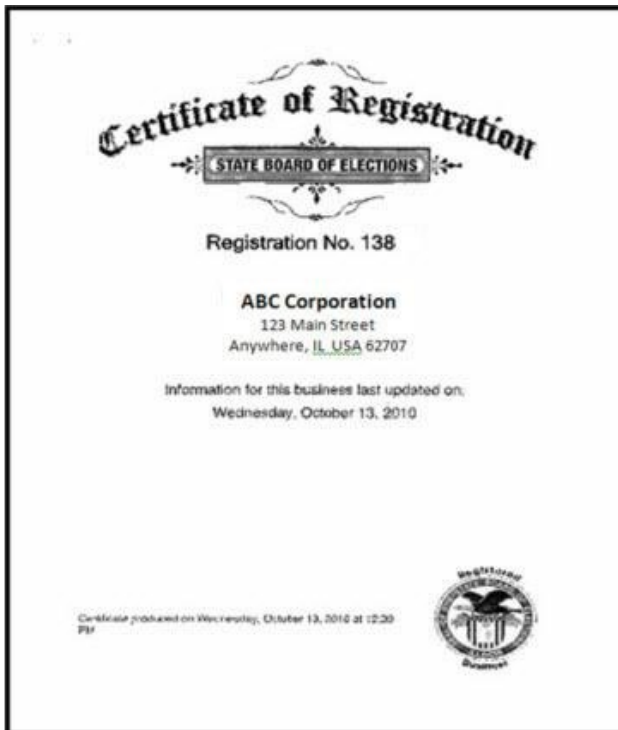 Certificate of Registration
STATE BOARD OF ELECTIONS
Registration No. 138
ABC Corporation
123 Main Street
Anywhere, IL USA 62707
Information for this business last updated on:
Wednesday, October 13, 2010
Certificate produced on Wednesday, October 13, 2010 at 12:39
PM
Registered
Business